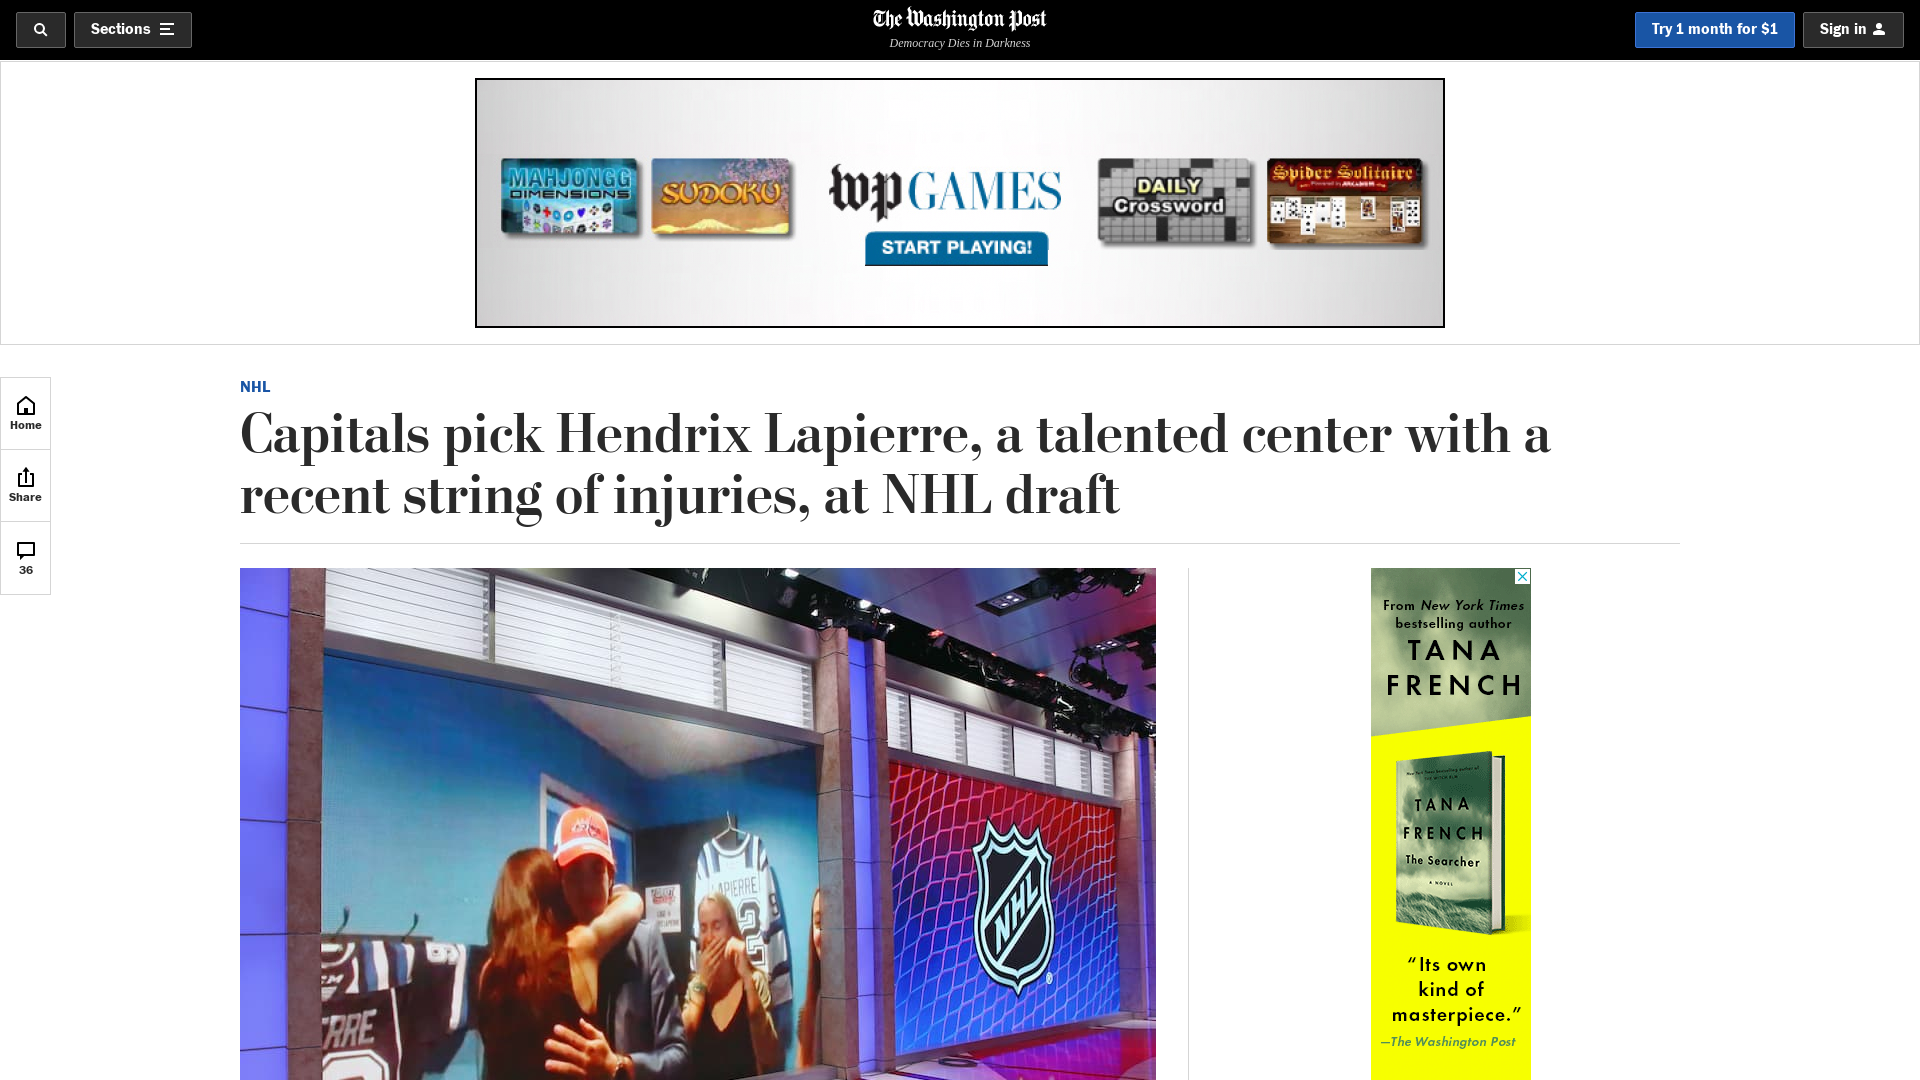 Sections
The Washington Post
Democracy Dies in Darkness
Try 1 month for $1
Sign in
MAHJONGG
DIMENSIONS
SUDOKU
wp GAMES
START PLAYING!
DAILY
Crossword
Spider Solitaire
Home
Share
36
NHL
Capitals pick Hendrix Lapierre, a talented center with a
recent string of injuries, at NHL draft
LAPIERRE
NHL
From New York Times
bestselling author
TANA
FRENCH
TANA
FRENCH
The Searcher
A NOVEL
“Its own
kind of
masterpiece.”
—The Washington Post